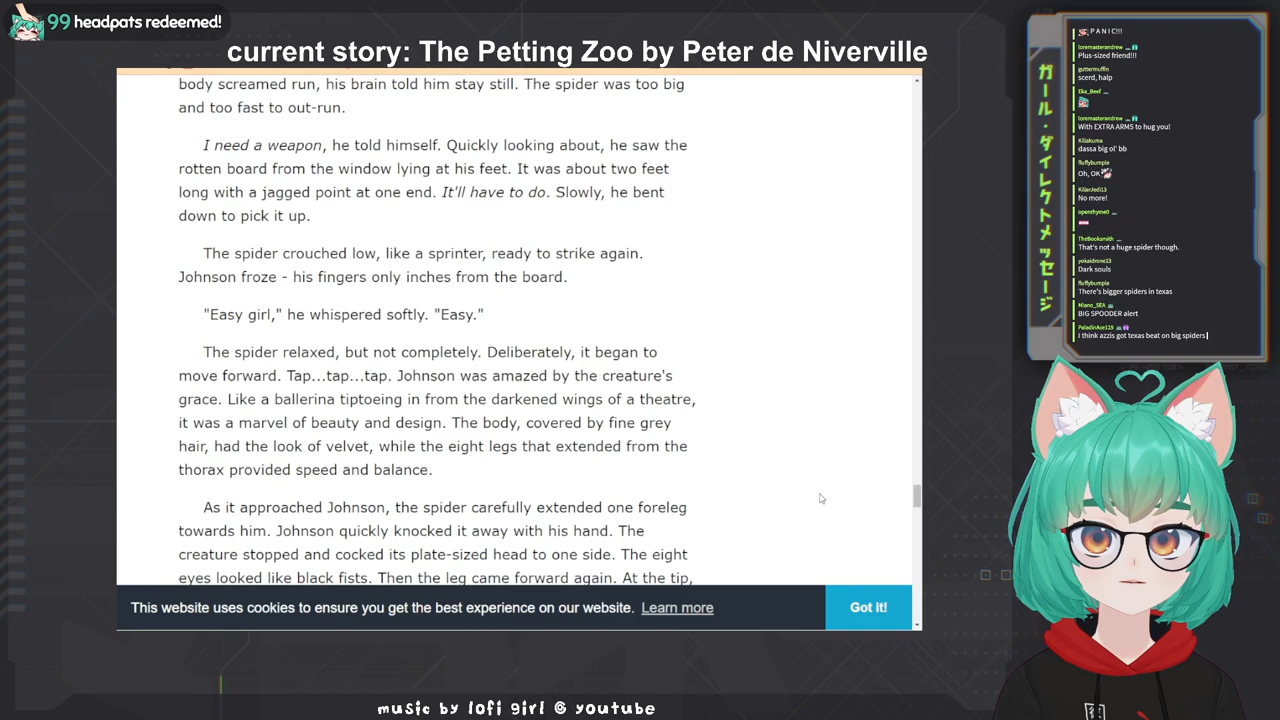 99 headpats redeemed!
current story: The Petting Zoo by Peter de Niverville
body screamed run, his brain told him stay still. The spider was too big
and too fast to out-run.
I need a weapon, he told himself. Quickly looking about, he saw the
rotten board from the window lying at his feet. It was about two feet
long with a jagged point at one end. It'll have to do. Slowly, he bent
down to pick it up.
The spider crouched low, like a sprinter, ready to strike again.
Johnson froze - his fingers only inches from the board.
"Easy girl," he whispered softly. "Easy."
The spider relaxed, but not completely. Deliberately, it began to
move forward. Tap...tap...tap. Johnson was amazed by the creature's
grace. Like a ballerina tiptoeing in from the darkened wings of a theatre,
it was a marvel of beauty and design. The body, covered by fine grey
hair, had the look of velvet, while the eight legs that extended from the
thorax provided speed and balance.
As it approached Johnson, the spider carefully extended one foreleg
towards him. Johnson quickly knocked it away with his hand. The
creature stopped and cocked its plate-sized head to one side. The eight
eyes looked like black fists. Then the leg came forward again. At the tip,
This website uses cookies to ensure you get the best experience on our website. Learn more
Got it!
music by lofi girl @ youtube
ガール・ダイレクトメッセージ
P A N I C!!!
loremasterandrew
Plus-sized friend!!!
guttermuffin
scerd, halp
Eka_Beef
loremasterandrew
With EXTRA ARMS to hug you!
Killakuma
dassa big ol' bb
fluffybumple
Oh, OK
KillerJedi13
No more!
openrhyme0
TheBooksmith
That's not a huge spider though.
yokaidrone23
Dark souls
fluffybumple
There's bigger spiders in texas
Miano_SEA
BIG SPOODER alert
PaladinAce119
I think azzis got texas beat on big spiders